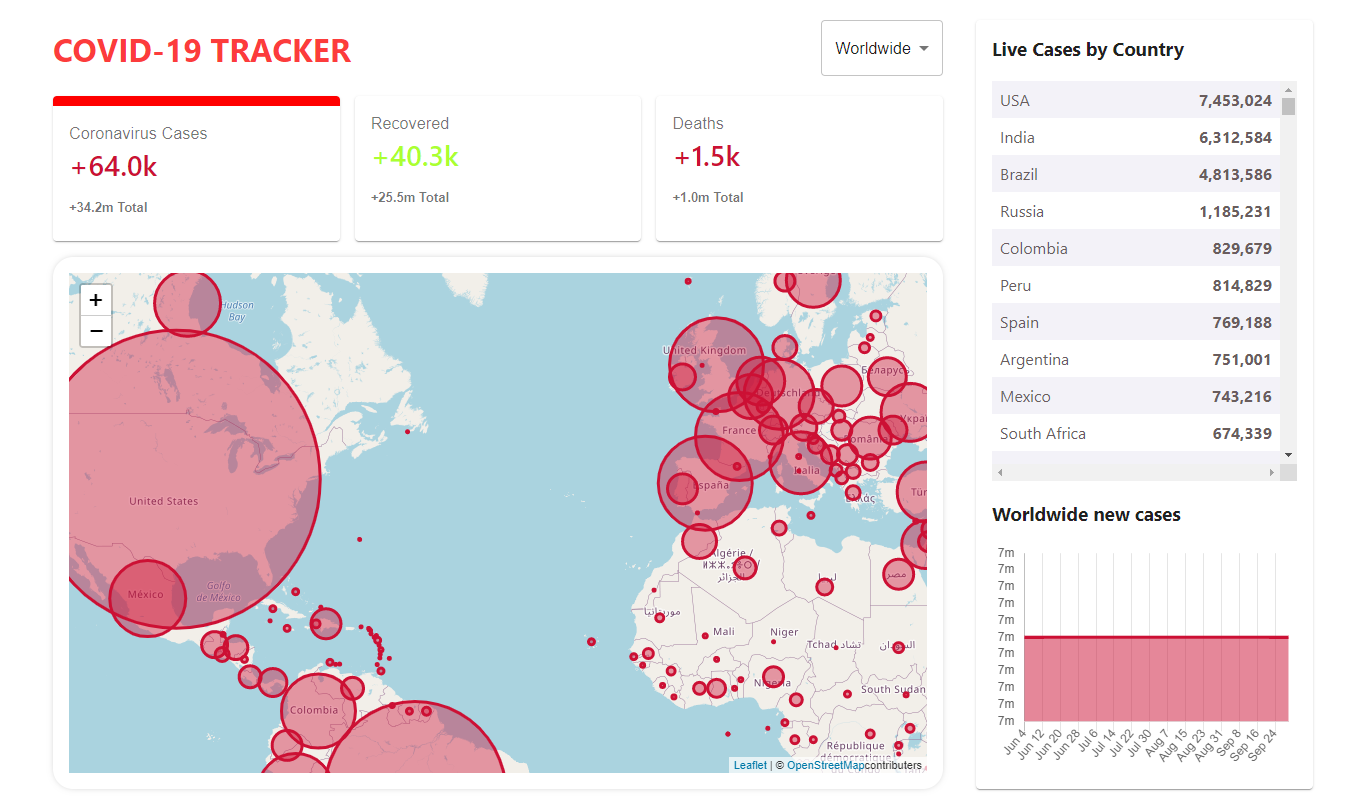 COVID-19 TRACKER
Worldwide
Coronavirus Cases
+64.0k
+34.2m Total
Recovered
+40.3k
+25.5m Total
Deaths
+1.5k
+1.0m Total
+
−
Hudson
Bay
United Kingdom
Беларусь
Deutschland
France
România
Italia
España
Ελλάς
United States
Algérie /
الجزائر
ليبيا
مصر
Golfo
de México
México
موريتانيا
Mali
Niger
Tchad تشاد
السودان
Nigeria
South Sudan
Colombia
République
démocratique
Leaflet | © OpenStreetMapcontributers
Live Cases by Country
USA 7,453,024
India 6,312,584
Brazil 4,813,586
Russia 1,185,231
Colombia 829,679
Peru 814,829
Spain 769,188
Argentina 751,001
Mexico 743,216
South Africa 674,339
Worldwide new cases
7m
7m
7m
7m
7m
7m
7m
7m
7m
7m
7m
Jun 4 Jun 12 Jun 20 Jun 28 Jul 6 Jul 14 Jul 22 Jul 30 Aug 7 Aug 15 Aug 23 Aug 31 Sep 8 Sep 16 Sep 24